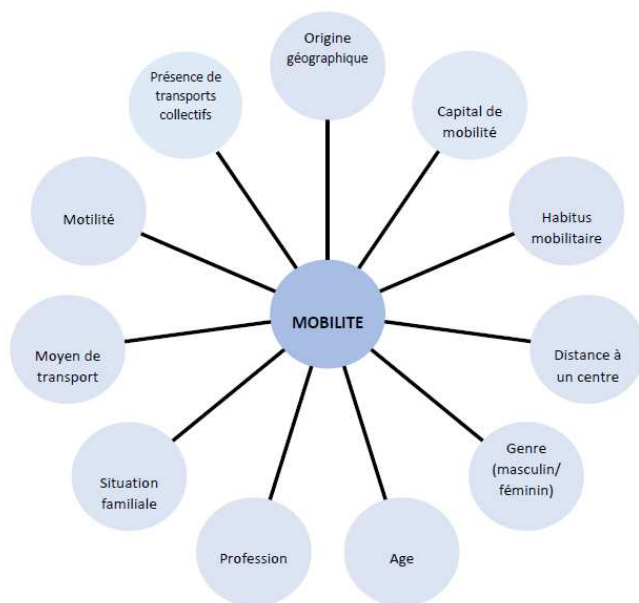 Origine
géographique
Capital de
mobilité
Habitus
mobilitaire
Distance à
un centre
Genre
(masculin/
féminin)
Age
Profession
Situation
familiale
Moyen de
transport
Motilité
Présence de
transports
collectifs
MOBILITE